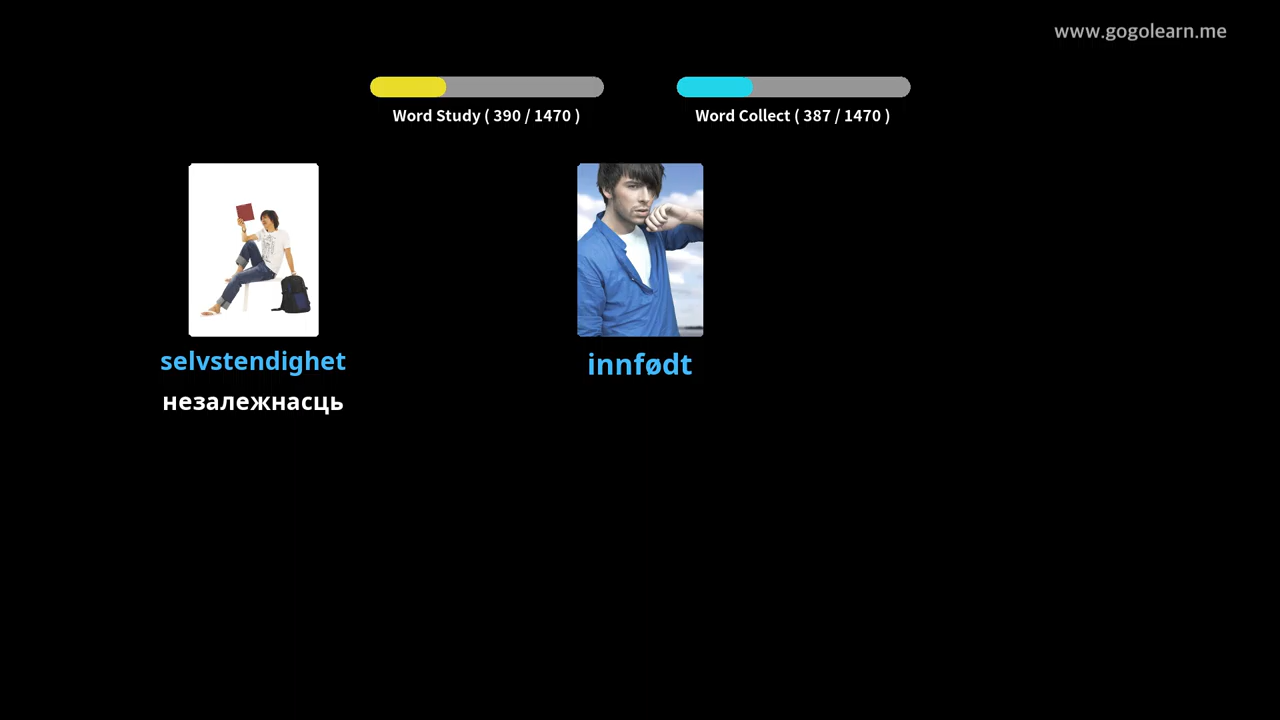 www.gogolearn.me
Word Study ( 390 / 1470 )
Word Collect ( 387 / 1470 )
selvstendighet
innfødt
незалежнасць